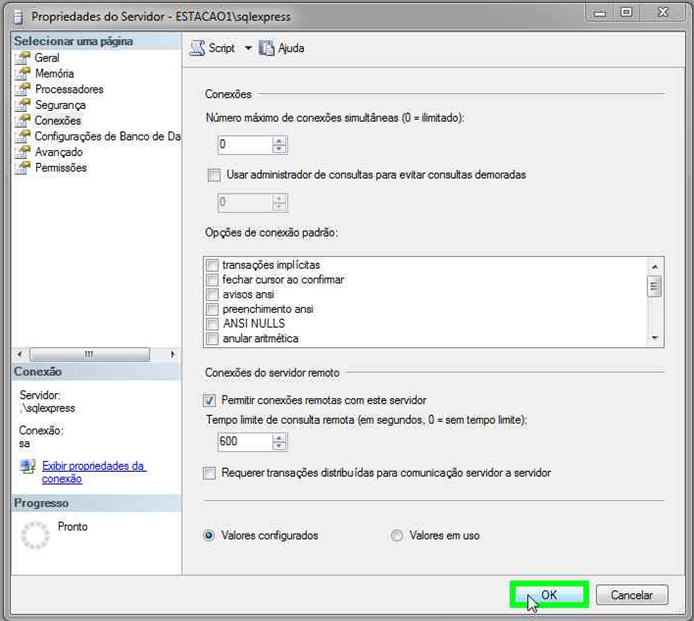 Propriedades do Servidor - ESTACAO1\sqlexpress
Selecionar uma página
Geral
Memória
Processadores
Segurança
Conexões
Configurações de Banco de Da
Avançado
Permissões
Conexão
Servidor:
.\sqlexpress
Conexão:
sa
Exibir propriedades da
conexão
Progresso
Pronto
Script
Ajuda
Conexões
Número máximo de conexões simultâneas (0 = ilimitado):
0
Usar administrador de consultas para evitar consultas demoradas
0
Opções de conexão padrão:
transações implícitas
fechar cursor ao confirmar
avisos ansi
preenchimento ansi
ANSI NULLS
anular aritmética
Conexões do servidor remoto
Permitir conexões remotas com este servidor
Tempo limite de consulta remota (em segundos, 0 = sem tempo limite):
600
Requerer transações distribuídas para comunicação servidor a servidor
Valores configurados
Valores em uso
OK
Cancelar